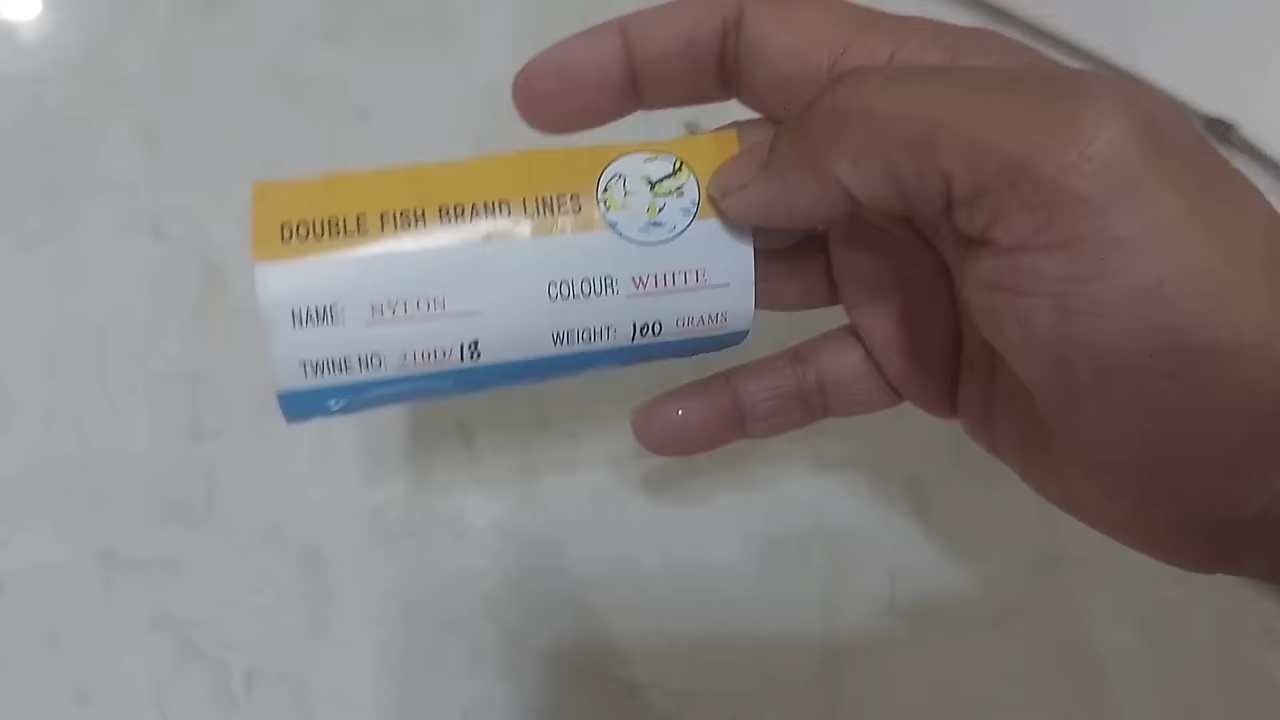 DOUBLE FISH BRAND LINES
NAME: NYLON
COLOUR: WHITE
TWINE NO: 210D/18
WEIGHT: 100 GRAMS